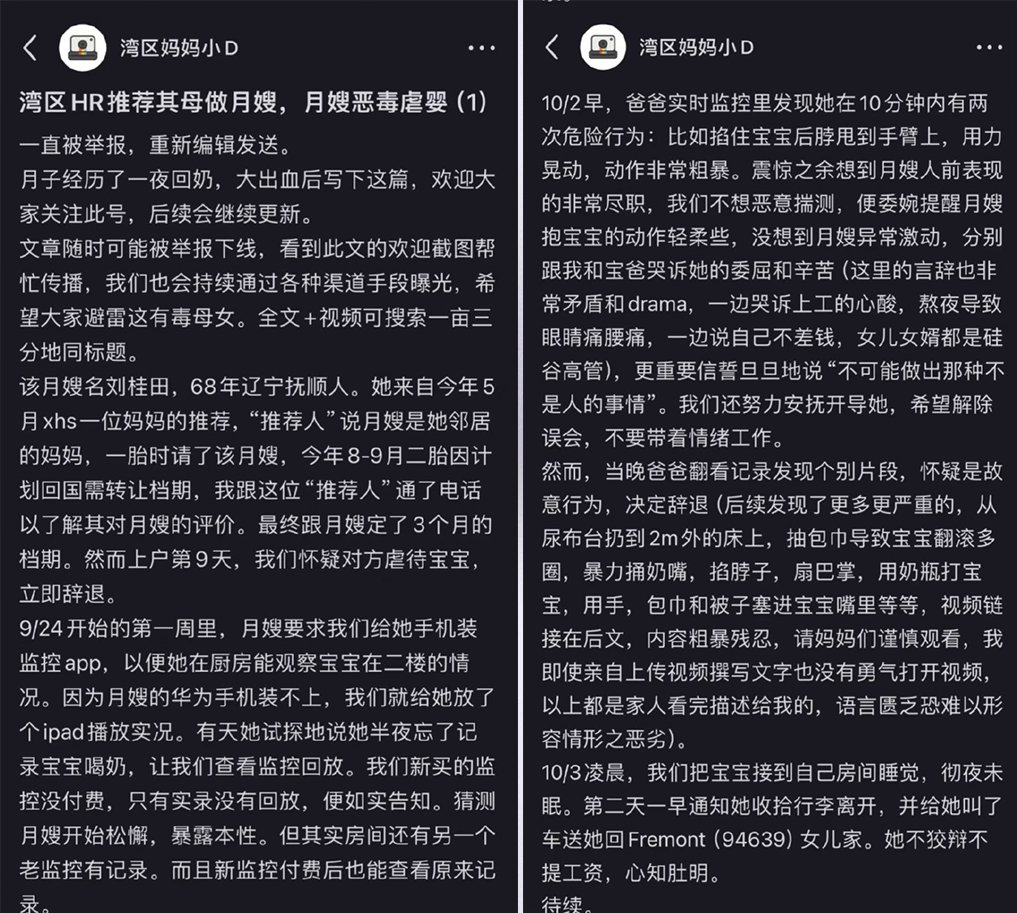 湾区妈妈小D
湾区HR推荐其母做月嫂，月嫂恶毒虐婴（1）
一直被举报，重新编辑发送。
月子经历了一夜回奶，大出血后写下这篇，欢迎大
家关注此号，后续会继续更新。
文章随时可能被举报下线，看到此文的欢迎截图帮
忙传播，我们也会持续通过各种渠道手段曝光，希
望大家避雷这有毒母女。全文+视频可搜索一亩三
分地同标题。
该月嫂名刘桂田，68年辽宁抚顺人。她来自今年5
月xhs一位妈妈的推荐，“推荐人”说月嫂是她邻居
的妈妈，一胎时请了该月嫂，今年8-9月二胎因计
划回国需转让档期，我跟这位“推荐人”通了电话
以了解其对月嫂的评价。最终跟月嫂定了3个月的
档期。然而上户第9天，我们怀疑对方虐待宝宝，
立即辞退。
9/24开始的第一周里，月嫂要求我们给她手机装
监控app，以便她在厨房能观察宝宝在二楼的情
况。因为月嫂的华为手机装不上，我们就给她放了
个ipad播放实况。有天她试探地说她半夜忘了记
录宝宝喝奶，让我们查看监控回放。我们新买的监
控没付费，只有实录没有回放，便如实告知。猜测
月嫂开始松懈，暴露本性。但其实房间还有另一个
老监控有记录。而且新监控付费后也能查看原来记
录。
湾区妈妈小D
10/2早，爸爸实时监控里发现她在10分钟内有两
次危险行为：比如掐住宝宝后脖甩到手臂上，用力
晃动，动作非常粗暴。震惊之余想到月嫂人前表现
的非常尽职，我们不想恶意揣测，便委婉提醒月嫂
抱宝宝的动作轻柔些，没想到月嫂异常激动，分别
跟我和宝爸哭诉她的委屈和辛苦（这里的言辞也非
常矛盾和drama，一边哭诉上工的心酸，熬夜导致
眼睛痛腰痛，一边说自己不差钱，女儿女婿都是硅
谷高管），更重要信誓旦旦地说“不可能做出那种不
是人的事情”。我们还努力安抚开导她，希望解除
误会，不要带着情绪工作。
然而，当晚爸爸翻看记录发现个别片段，怀疑是故
意行为，决定辞退（后续发现了更多更严重的，从
尿布台扔到2m外的床上，抽包巾导致宝宝翻滚多
圈，暴力捅奶嘴，掐脖子，扇巴掌，用奶瓶打宝
宝，用手，包巾和被子塞进宝宝嘴里等等，视频链
接在后文，内容粗暴残忍，请妈妈们谨慎观看，我
即使亲自上传视频撰写文字也没有勇气打开视频，
以上都是家人看完描述给我的，语言匮乏恐难以形
容情形之恶劣）。
10/3凌晨，我们把宝宝接到自己房间睡觉，彻夜未
眠。第二天一早通知她收拾行李离开，并给她叫了
车送她回Fremont（94639）女儿家。她不狡辩不
提工资，心知肚明。
待续。